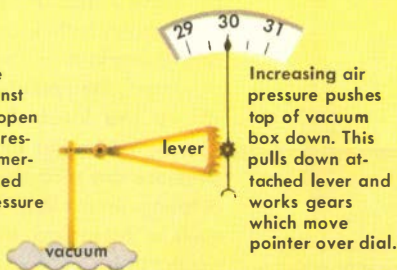 29 30 31
e
nst
open
res-
mer-
ed
essure
lever
vacuum
Increasing air
pressure pushes
top of vacuum
box down. This
pulls down at-
tached lever and
works gears
which move
pointer over dial.